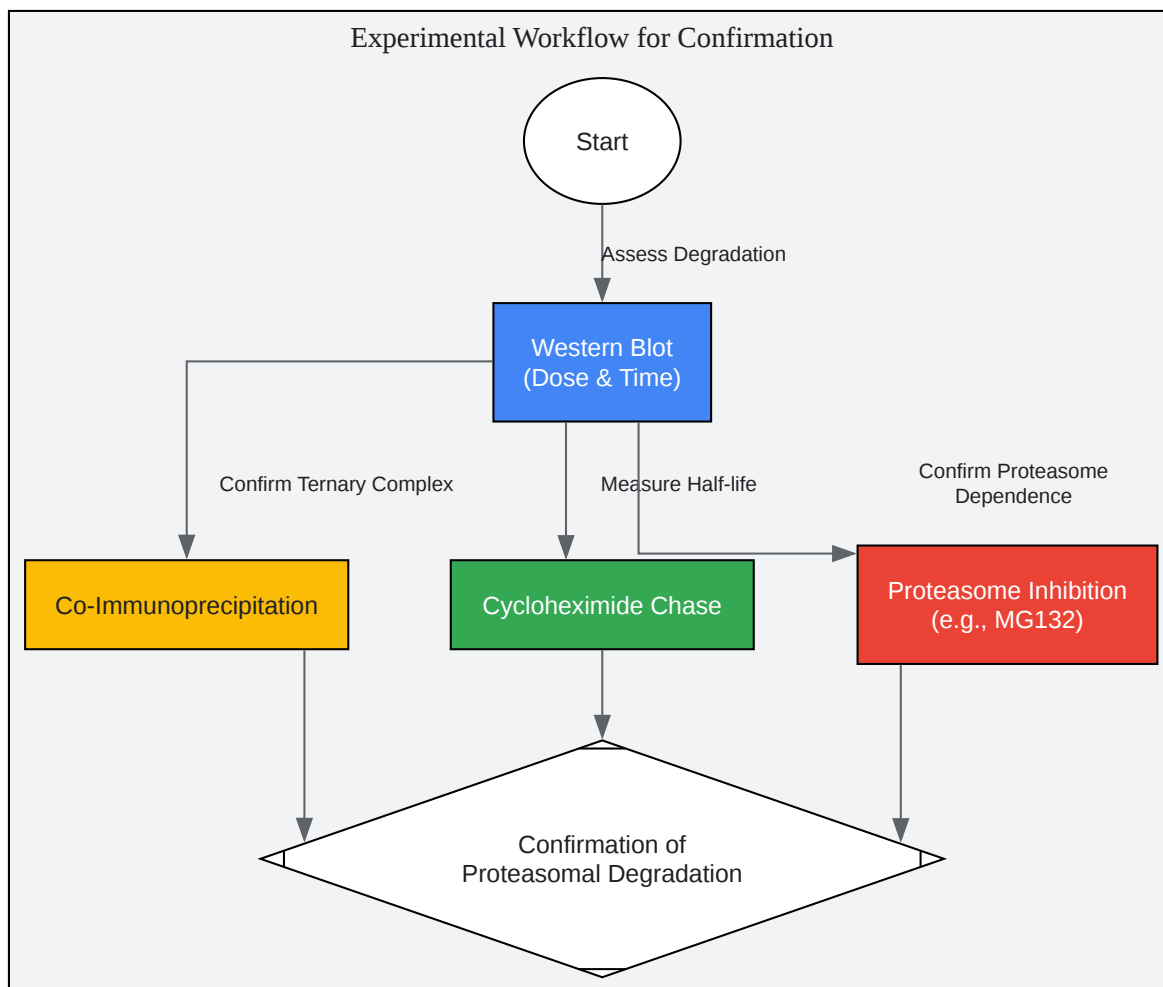 Experimental Workflow for Confirmation
Start
Assess Degradation
Western Blot
(Dose & Time)
Confirm Ternary Complex
Measure Half-life
Confirm Proteasome
Dependence
Co-Immunoprecipitation
Cycloheximide Chase
Proteasome Inhibition
(e.g., MG132)
Confirmation of
Proteasomal Degradation